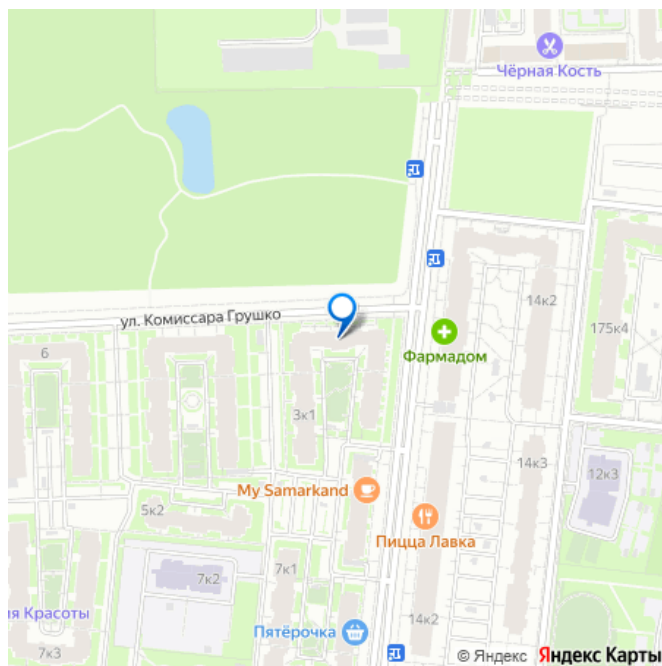 Чёрная Кость
14к2
ул. Комиссара Грушко
175к4
6
Фармадом
3к1
14к3
12к3
My Samarkand
5к2
Пицца Лавка
7к1
7к2
я Красоты
14к2
Пятёрочка
7к3
© Яндекс Яндекс Карты